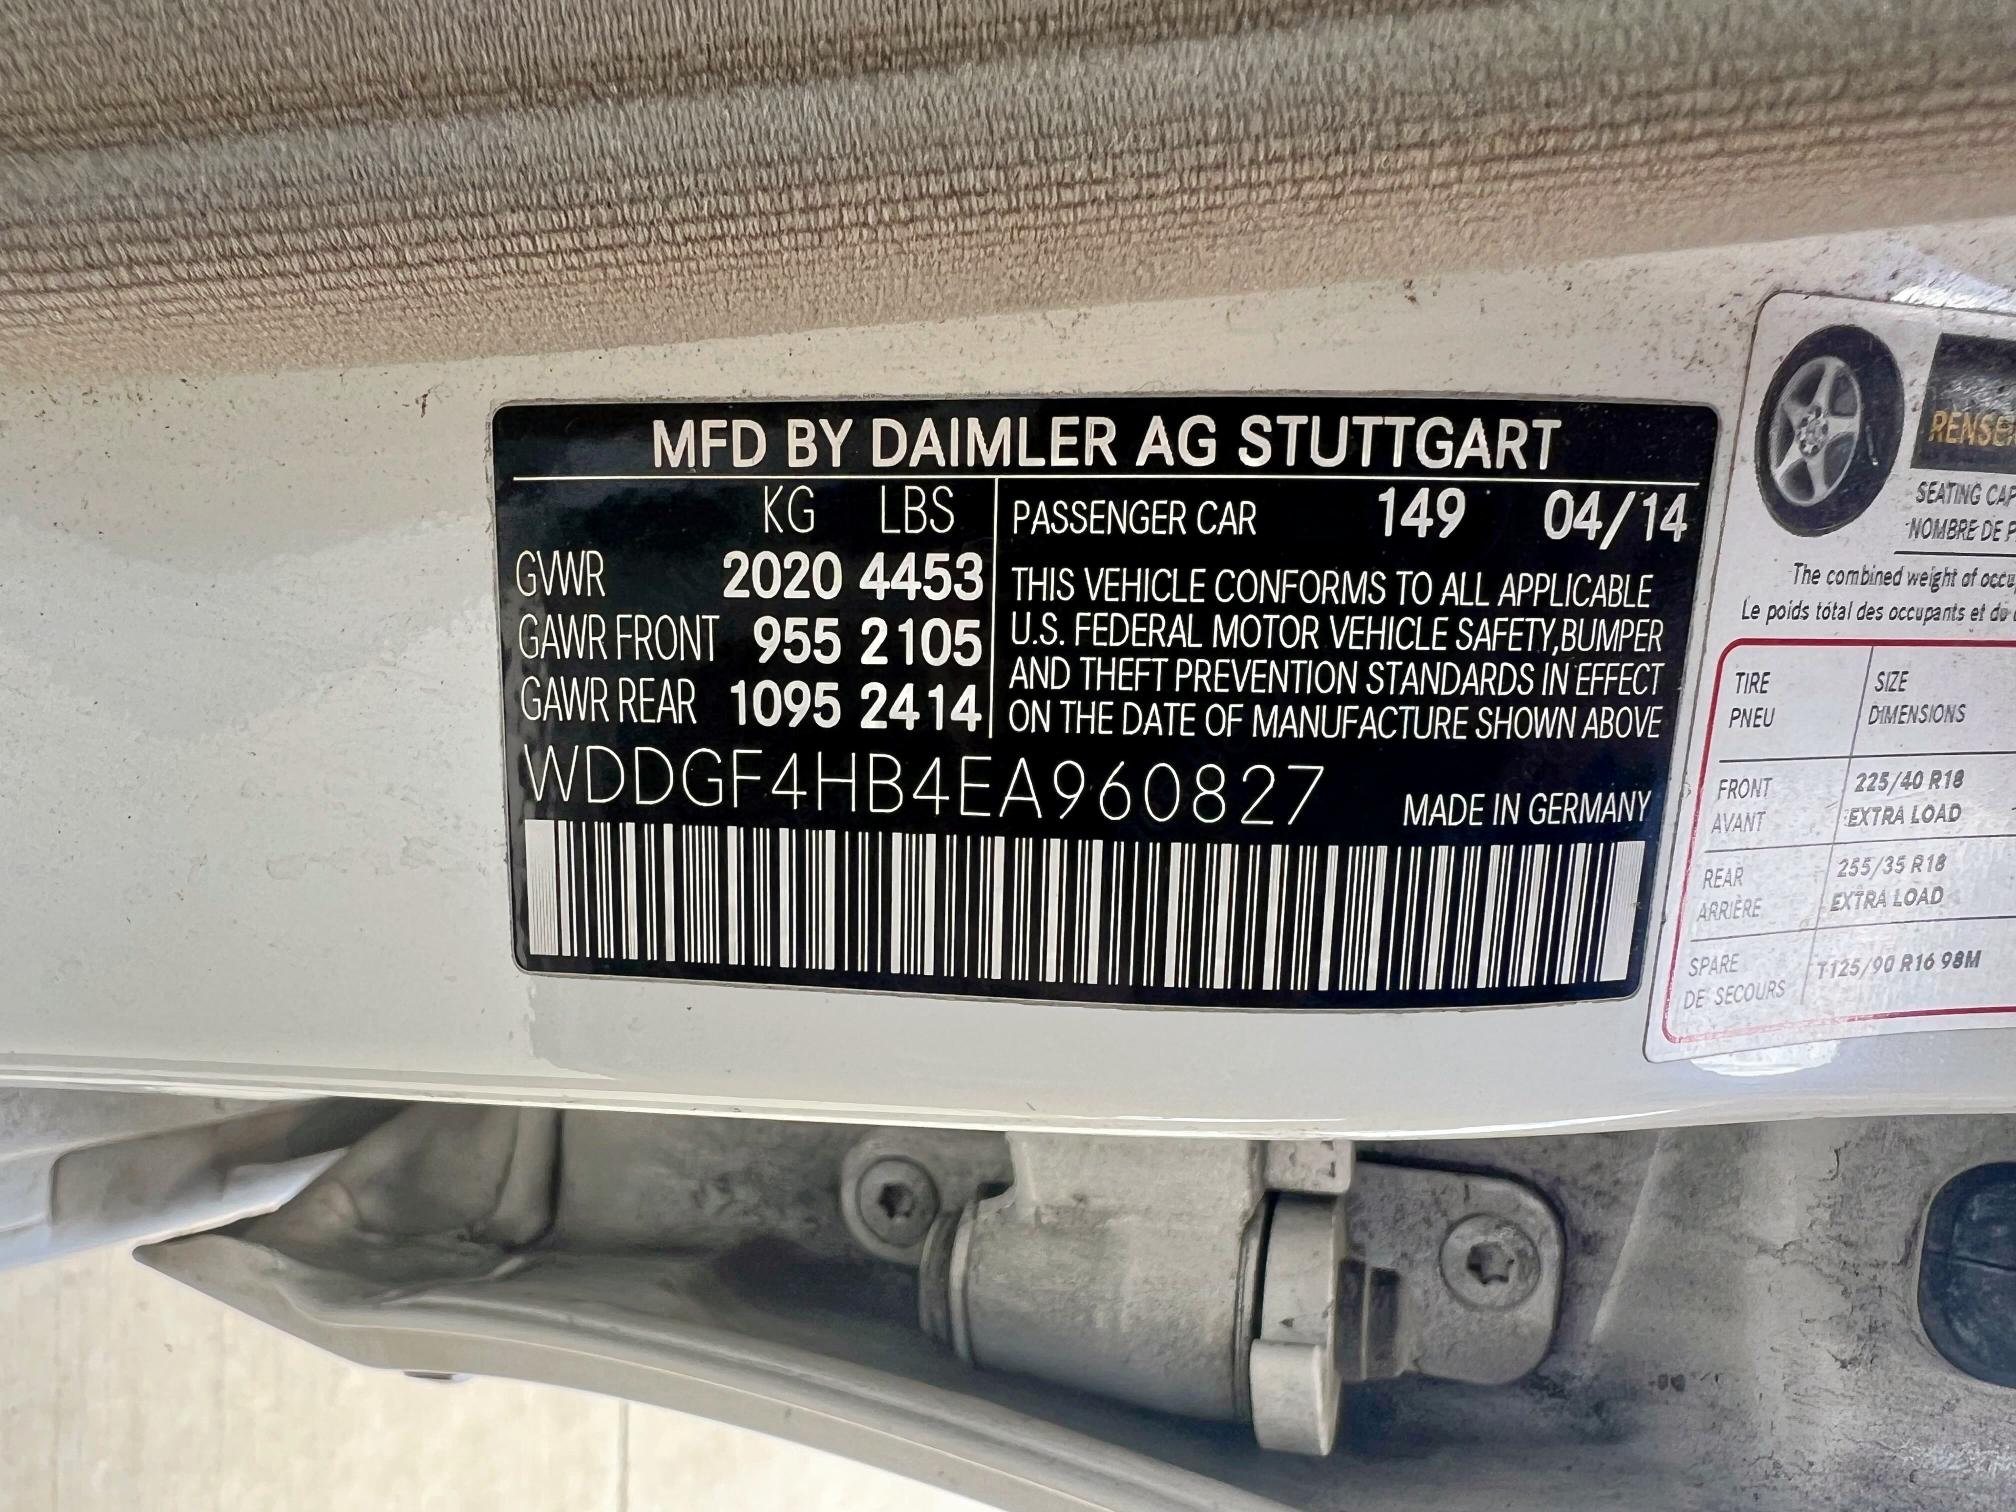 MFD BY DAIMLER AG STUTTGART
KG LBS
GVWR 2020 4453
GAWR FRONT 955 2105
GAWR REAR 1095 2414
PASSENGER CAR 149 04/14
THIS VEHICLE CONFORMS TO ALL APPLICABLE
U.S. FEDERAL MOTOR VEHICLE SAFETY,BUMPER
AND THEFT PREVENTION STANDARDS IN EFFECT
ON THE DATE OF MANUFACTURE SHOWN ABOVE
WDDGF4HB4EA960827
MADE IN GERMANY
SEATING
NOMBRE DE
The combined weight of
Le poids total des occupants et
TIRE SIZE
PNEU DIMENSIONS
FRONT 225/40 R18
AVANT EXTRA LOAD
REAR 255/35 R18
ARRIÈRE EXTRA LOAD
SPARE T125/90 R16 98M
DE SECOURS